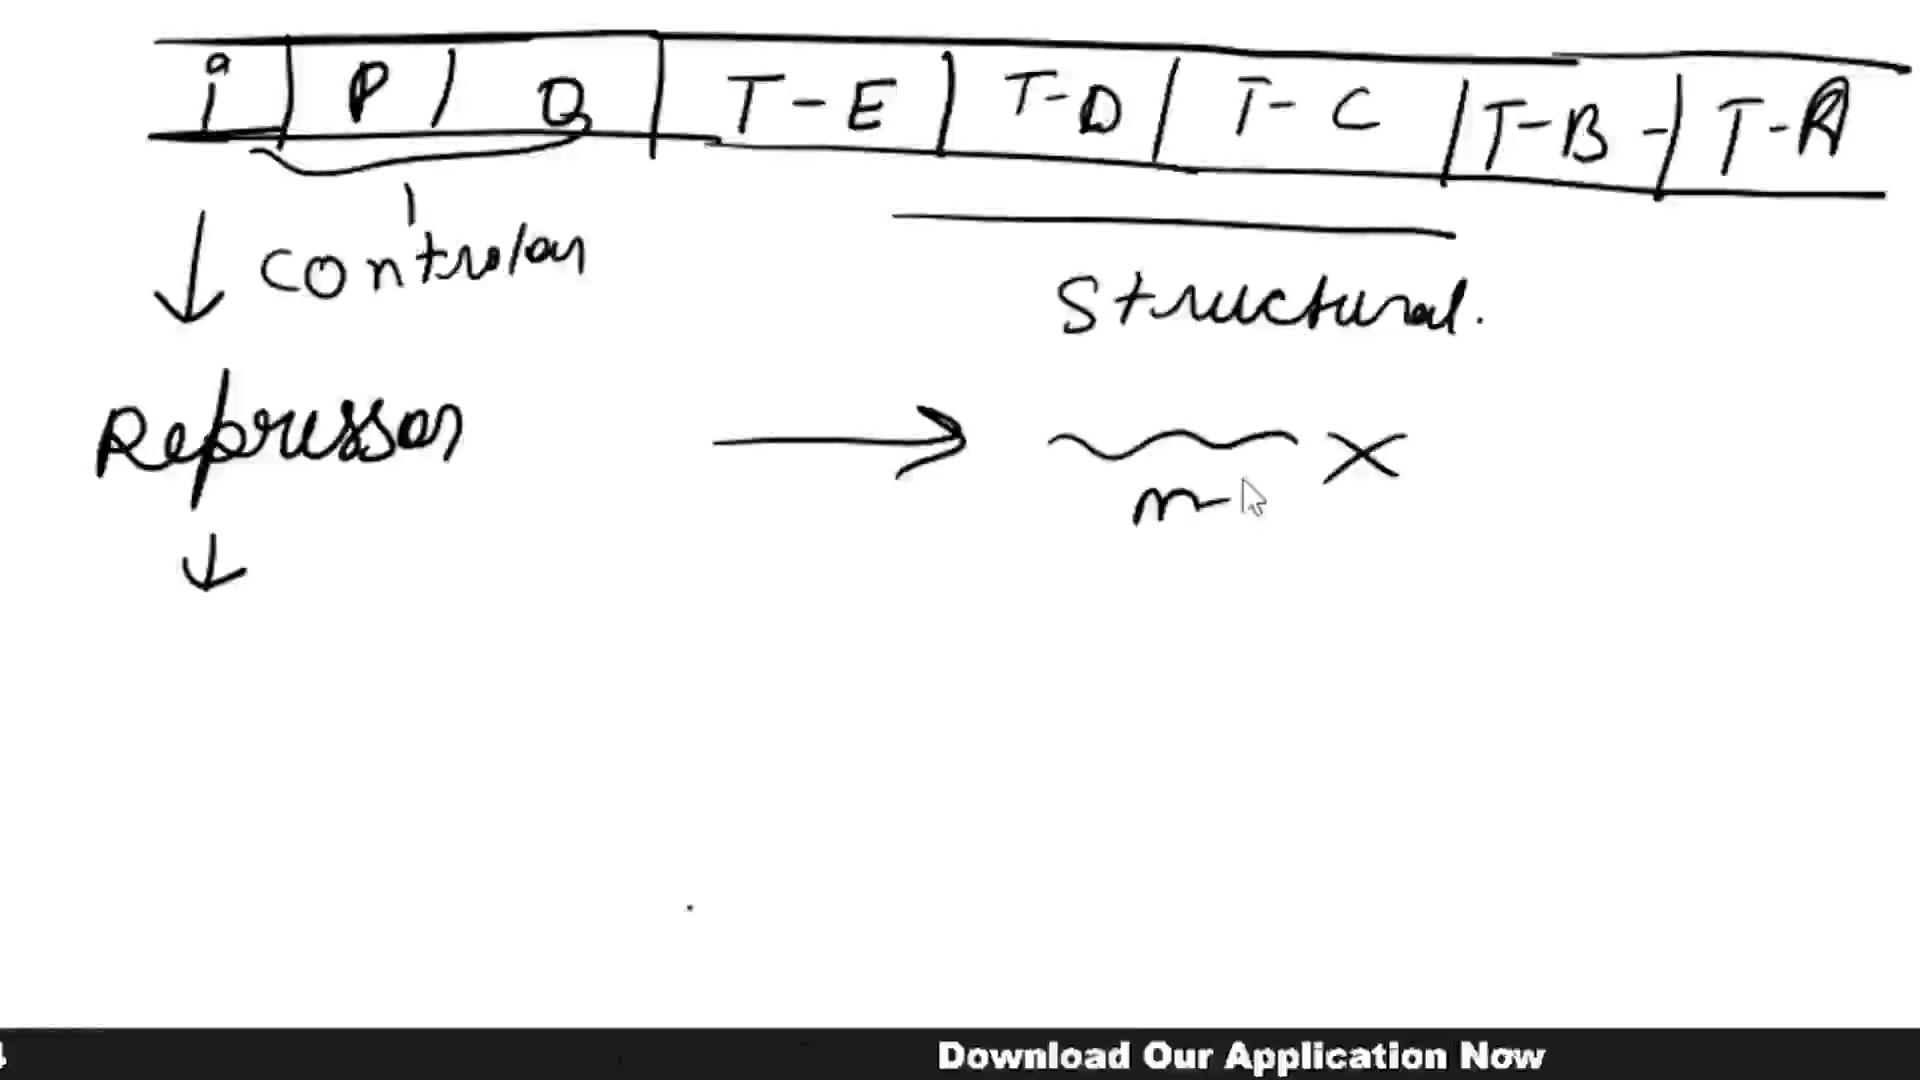 i P O T-E T-D T-C T-B- T-A
controlar
Structural.
Repressor
m-
Download Our Application Now